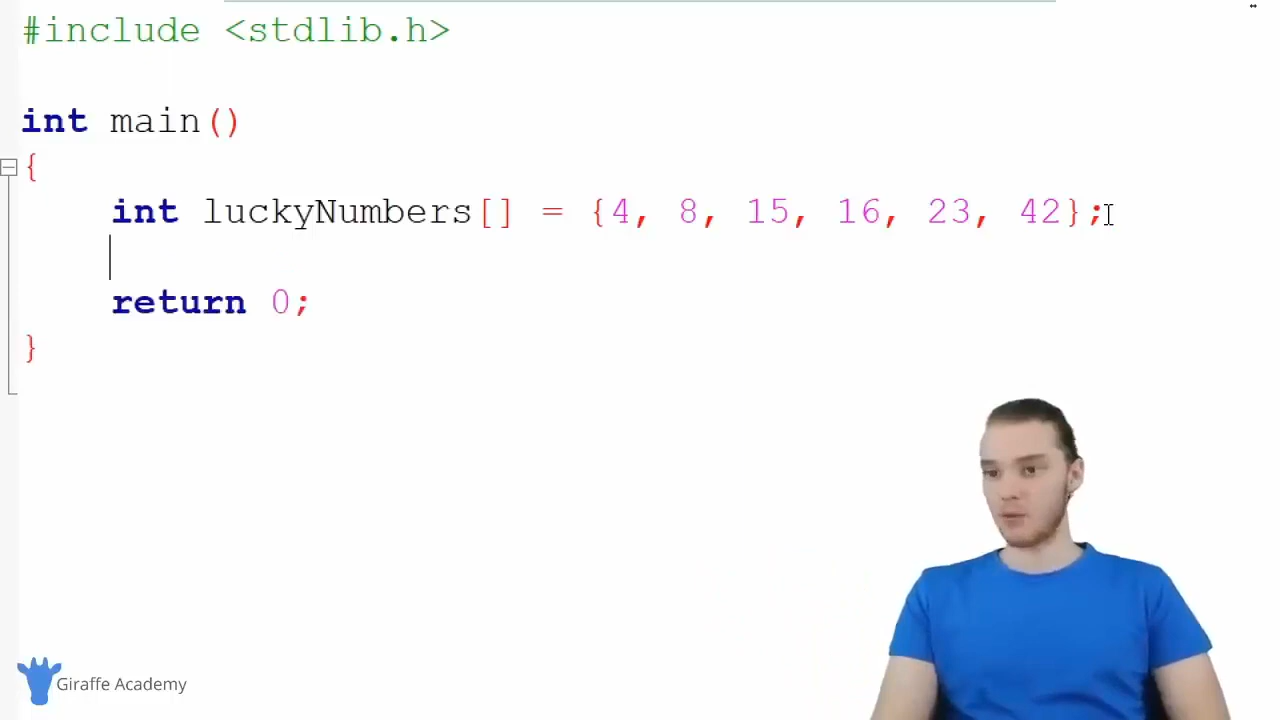 #include <stdlib.h>
int main()
{
int luckyNumbers[] = {4, 8, 15, 16, 23, 42};
return 0;
}
Giraffe Academy